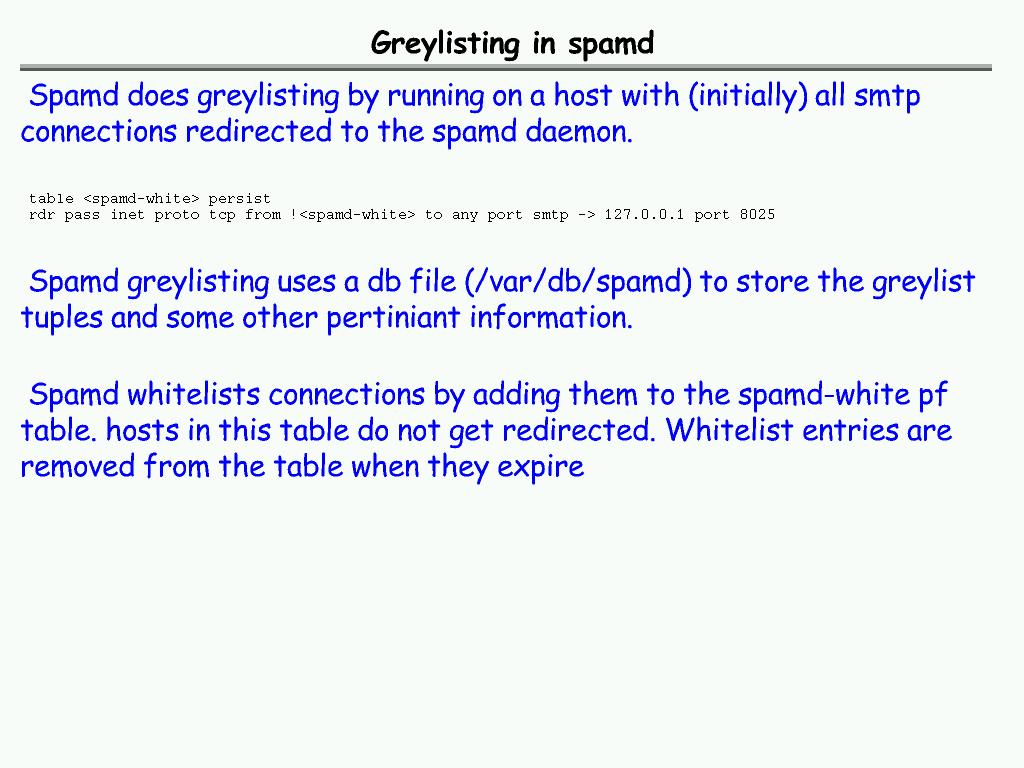 Greylisting in spamd
Spamd does greylisting by running on a host with (initially) all smtp
connections redirected to the spamd daemon.
table <spamd-white> persist
rdr pass inet proto tcp from !<spamd-white> to any port smtp -> 127.0.0.1 port 8025
Spamd greylisting uses a db file (/var/db/spamd) to store the greylist
tuples and some other pertiniant information.
Spamd whitelists connections by adding them to the spamd-white pf
table. hosts in this table do not get redirected. Whitelist entries are
removed from the table when they expire